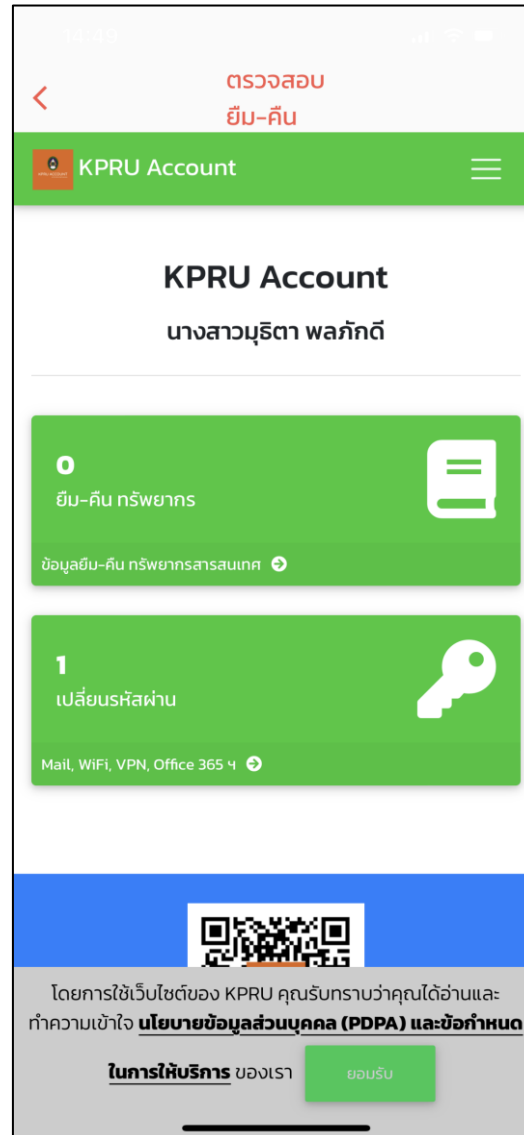 ตรวจสอบ
ยืม-คืน
KPRU Account
KPRU Account
นางสาวมุธิตา พลภักดี
0
ยืม-คืน ทรัพยากร
ข้อมูลยืม-คืน ทรัพยากรสารสนเทศ
1
เปลี่ยนรหัสผ่าน
Mail, WiFi, VPN, Office 365 ฯ
โดยการใช้เว็บไซต์ของ KPRU คุณรับทราบว่าคุณได้อ่านและ
ทำความเข้าใจ นโยบายข้อมูลส่วนบุคคล (PDPA) และข้อกำหนด
ในการให้บริการ ของเรา ยอมรับ